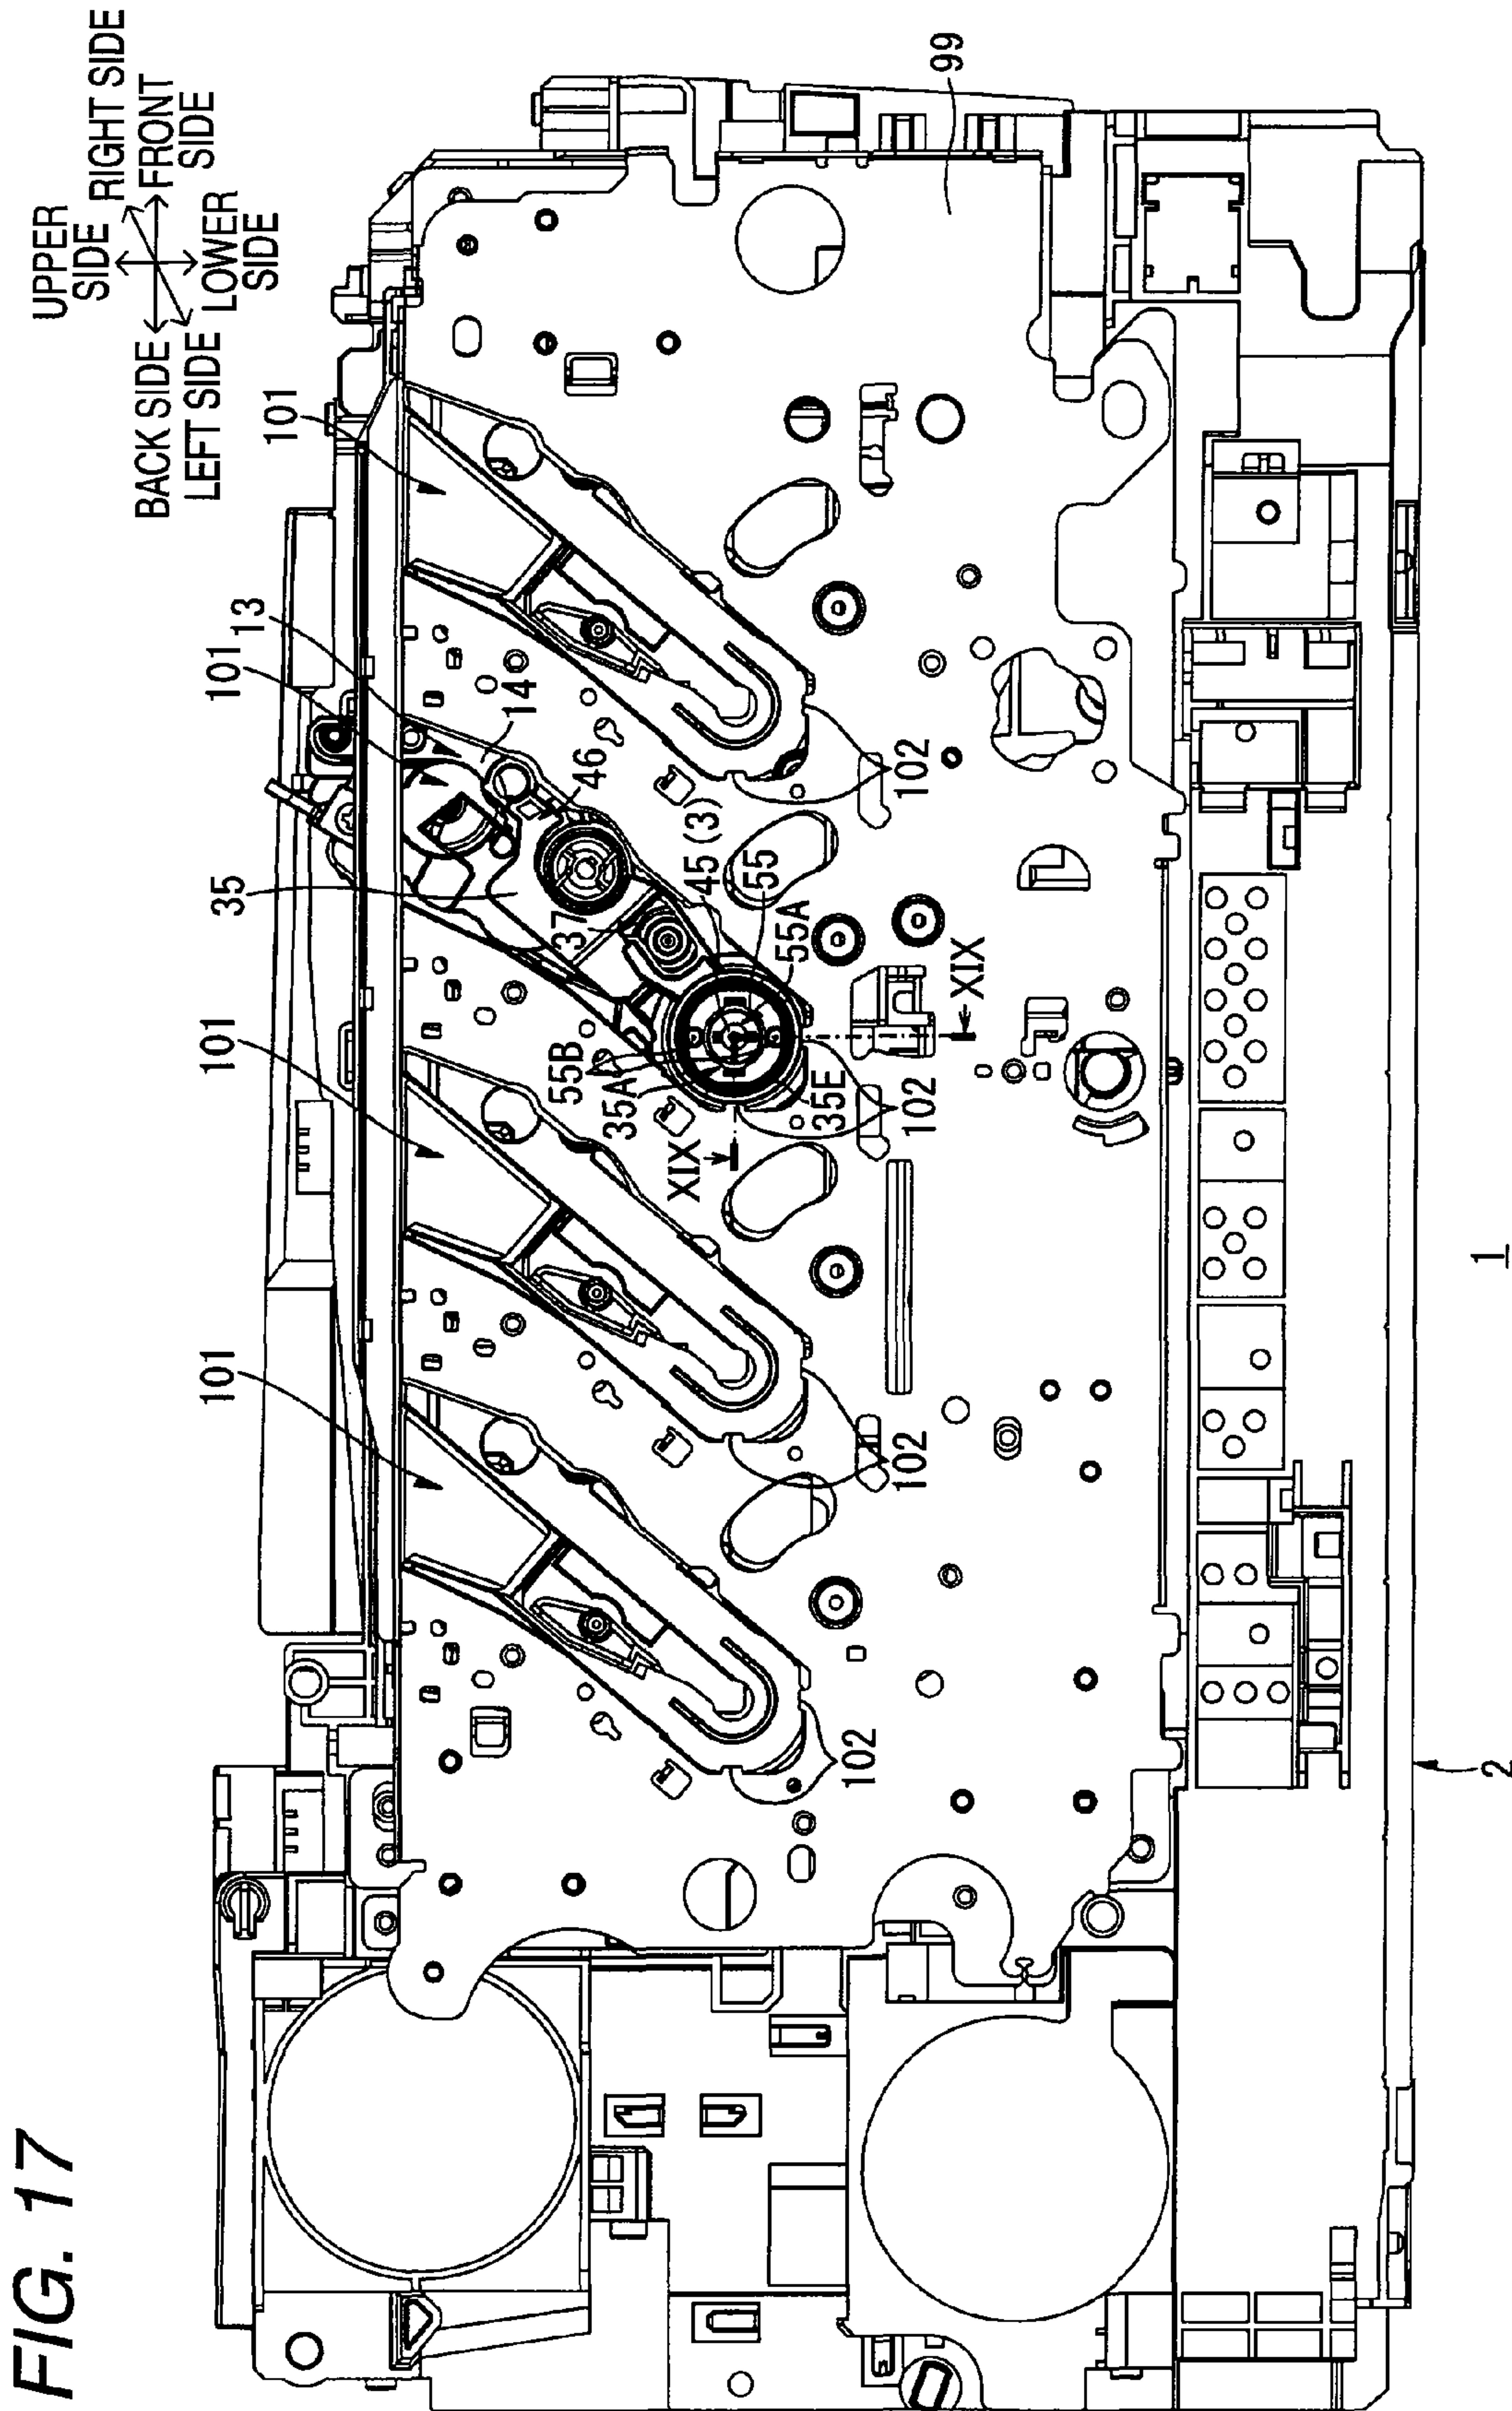 FIG. 17
UPPER
SIDE
RIGHT SIDE
FRONT
SIDE
BACK SIDE
LEFT SIDE
LOWER
SIDE
101
101
35
101
13
101
14
46
37
45 (3)
55
55A
55B
35A
35E
XIX
XIX
102
102
102
102
99
2
1